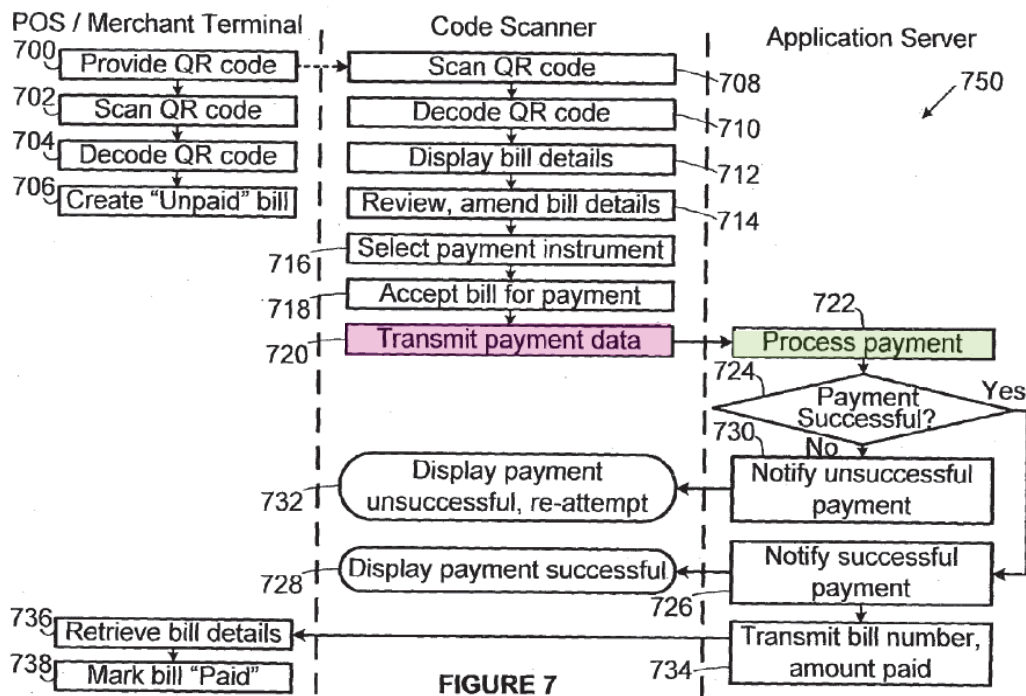 POS / Merchant Terminal
Code Scanner
Application Server
700
Provide QR code
Scan QR code
708
750
702
Scan QR code
Decode QR code
710
704
Decode QR code
Display bill details
712
706
Create “Unpaid” bill
Review, amend bill details
714
716
Select payment instrument
718
Accept bill for payment
722
720
Transmit payment data
Process payment
724
Payment
Successful?
Yes
730
No
Display payment
unsuccessful, re-attempt
732
Notify unsuccessful
payment
Display payment successful
728
Notify successful
payment
726
736
Retrieve bill details
Transmit bill number,
amount paid
734
738
Mark bill “Paid”
FIGURE 7